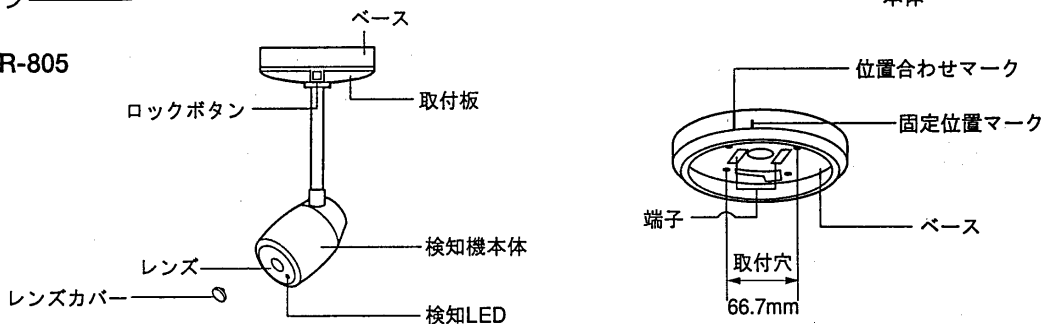 R-805
ベース
ロックボタン
取付板
検知機本体
レンズ
レンズカバー
検知LED
位置合わせマーク
固定位置マーク
端子
ベース
取付穴
66.7mm